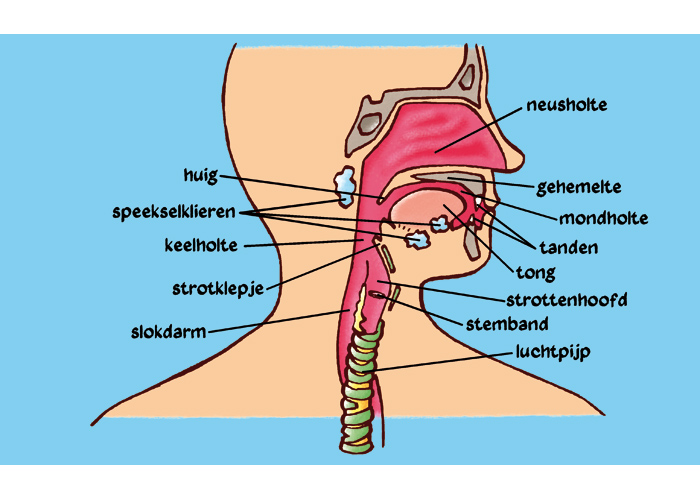 neusholte
huig
gehemelte
speekselklieren
mondholte
keelholte
tanden
tong
strotklepje
strottenhoofd
stemband
slokdarm
luchtpijp